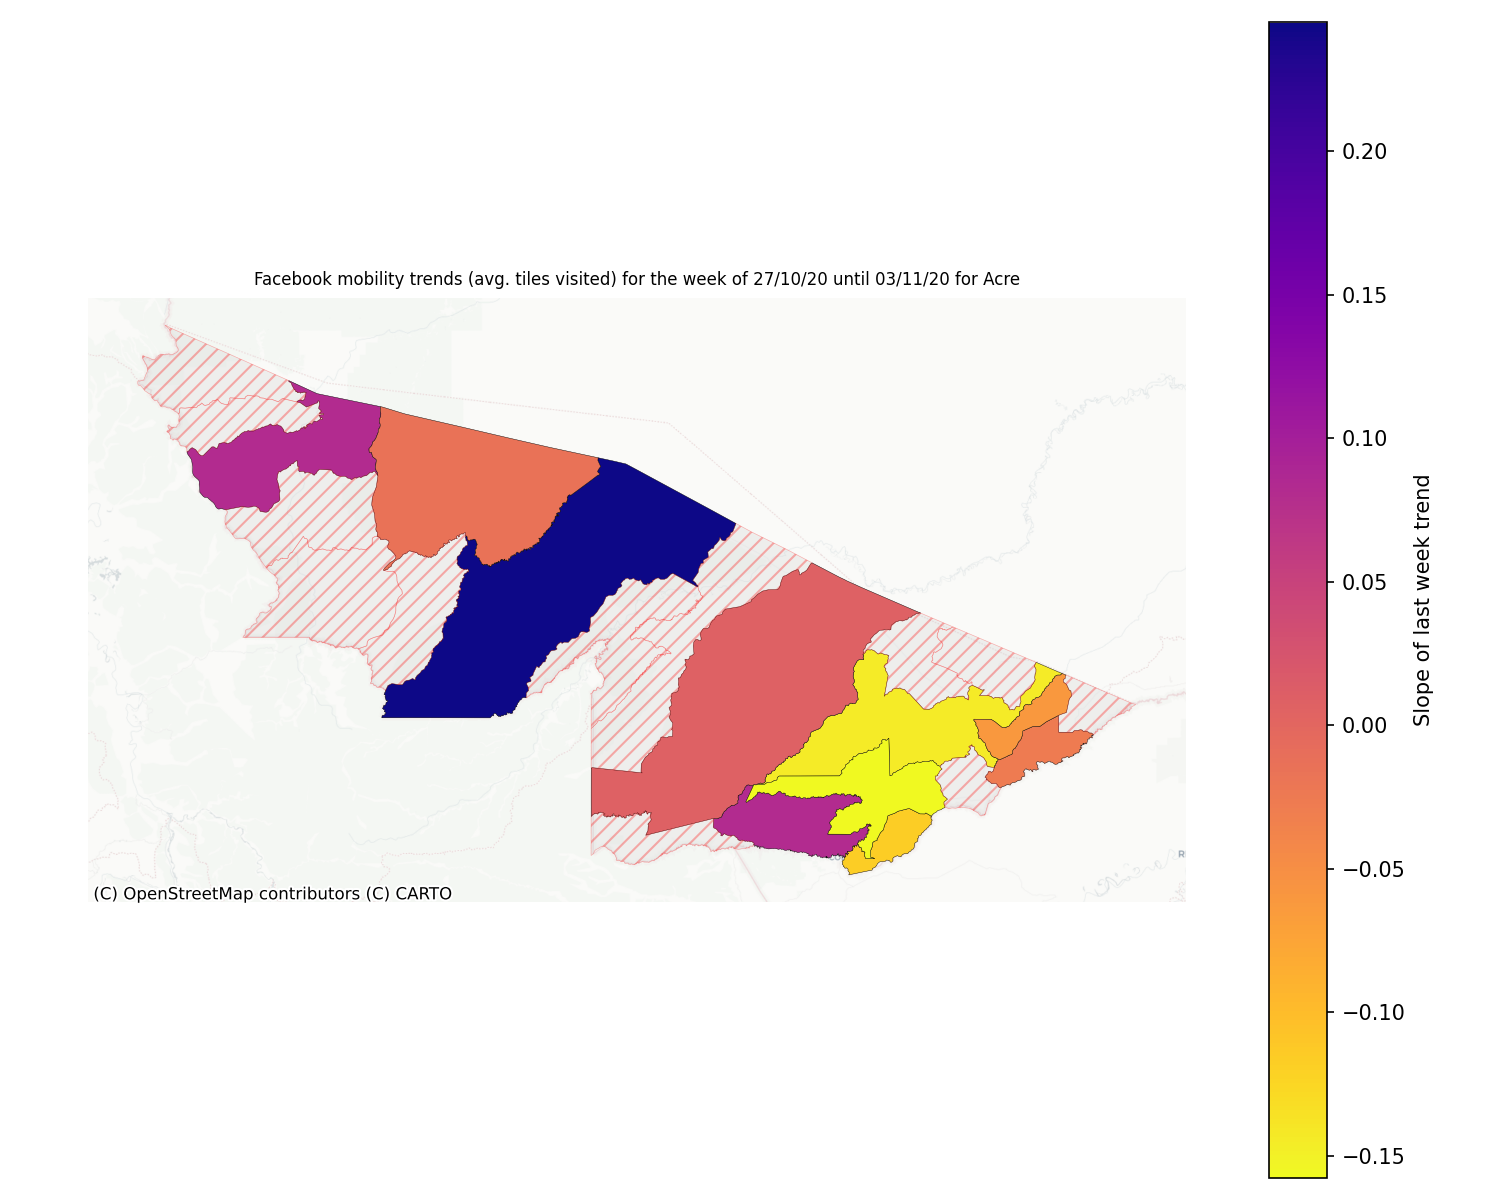 Facebook mobility trends (avg. tiles visited) for the week of 27/10/20 until 03/11/20 for Acre
0.20
0.15
0.10
0.05
0.00
−0.05
−0.10
−0.15
Slope of last week trend
(C) OpenStreetMap contributors (C) CARTO